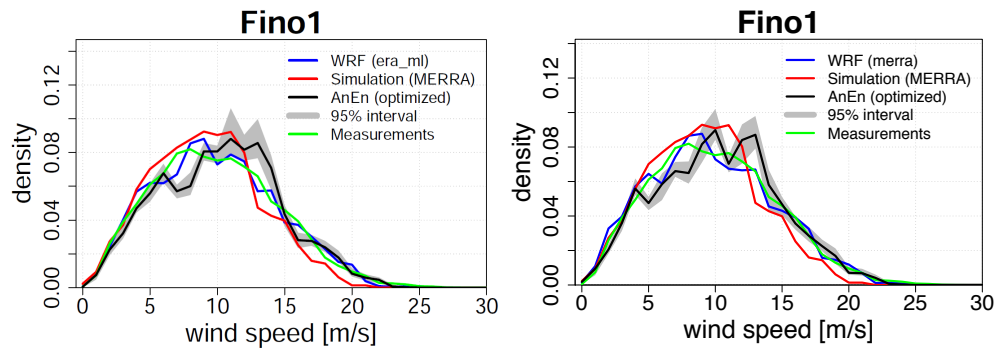 Fino1
density
0.00 0.04 0.08 0.12
WRF (era_ml)
Simulation (MERRA)
AnEn (optimized)
95% interval
Measurements
0 5 10 15 20 25 30
wind speed [m/s]
Fino1
density
0.00 0.04 0.08 0.12
WRF (merra)
Simulation (MERRA)
AnEn (optimized)
95% interval
Measurements
0 5 10 15 20 25 30
wind speed [m/s]